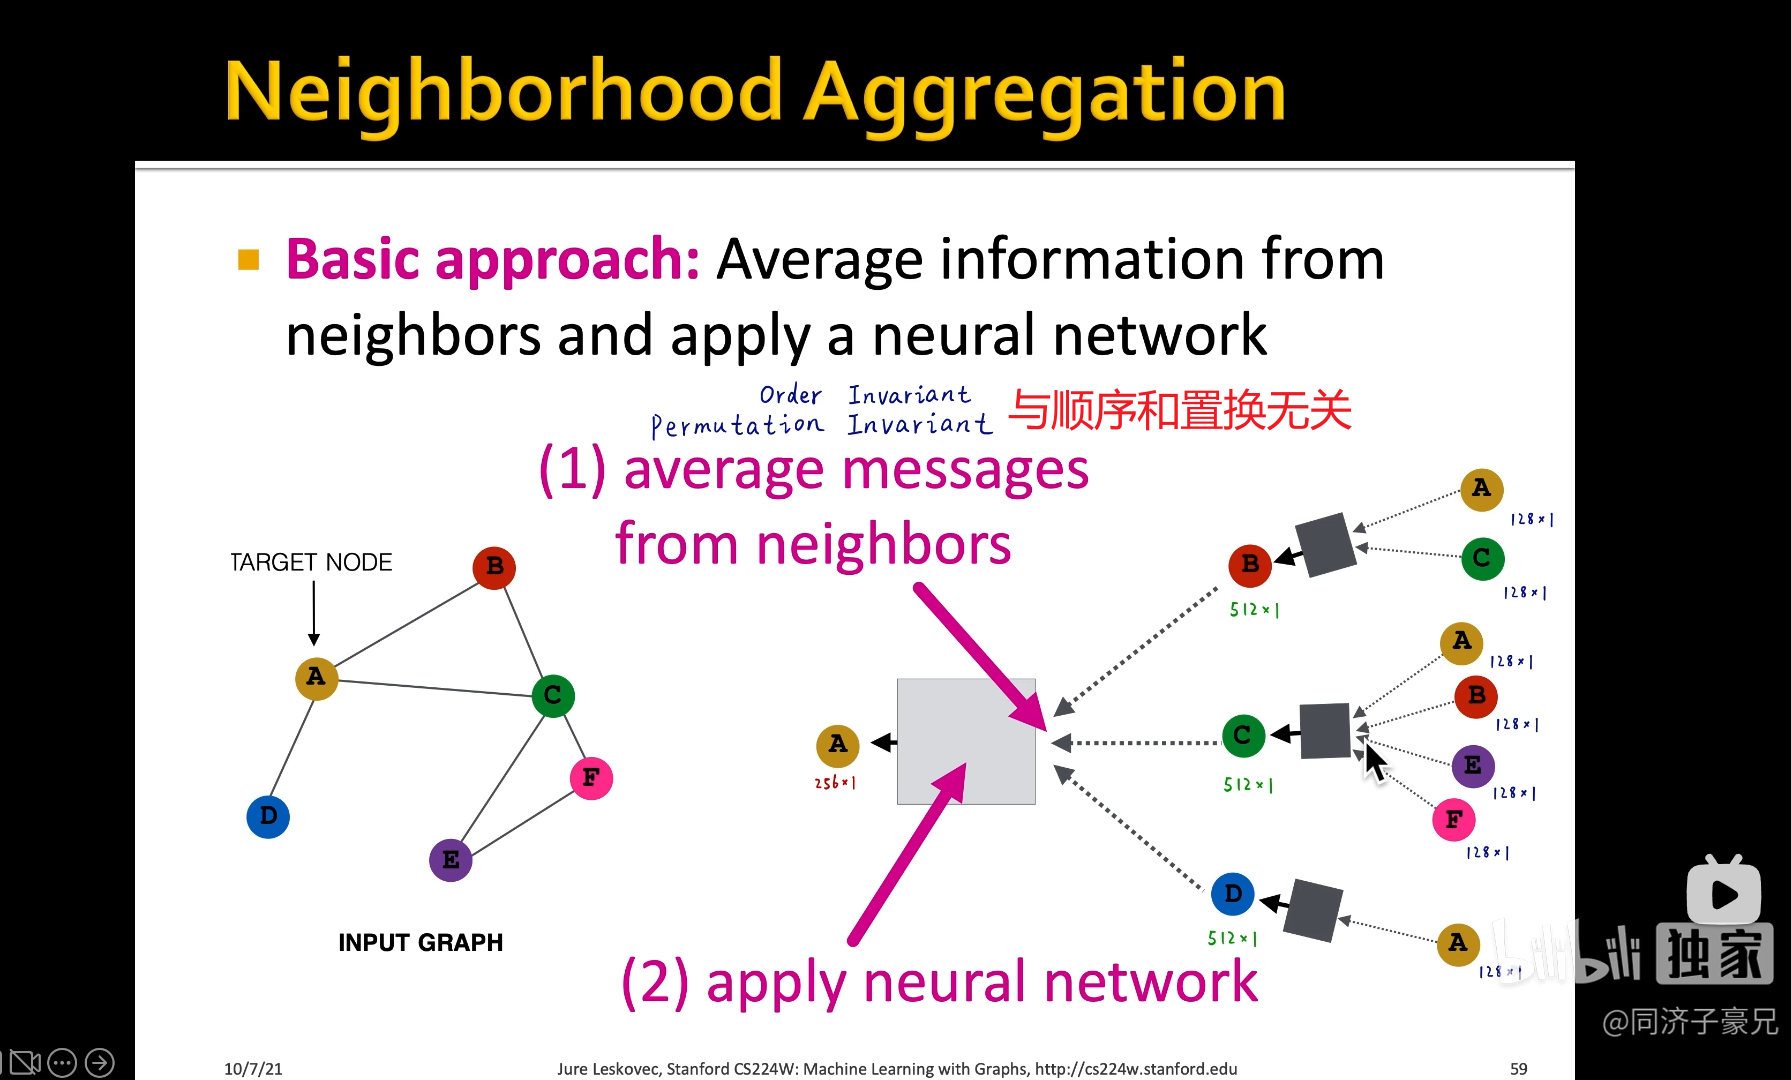 Neighborhood Aggregation
Basic approach: Average information from
neighbors and apply a neural network
Order Invariant
Permutation Invariant 与顺序和置换无关
(1) average messages
from neighbors
TARGET NODE
B
A
C
F
D
E
INPUT GRAPH
A
256×1
B
512×1
C
512×1
D
512×1
A
128×1
C
128×1
A
128×1
B
128×1
E
128×1
F
128×1
A
128×1
(2) apply neural network
bilibili 独家
@同济子豪兄
10/7/21
Jure Leskovec, Stanford CS224W: Machine Learning with Graphs, http://cs224w.stanford.edu
59